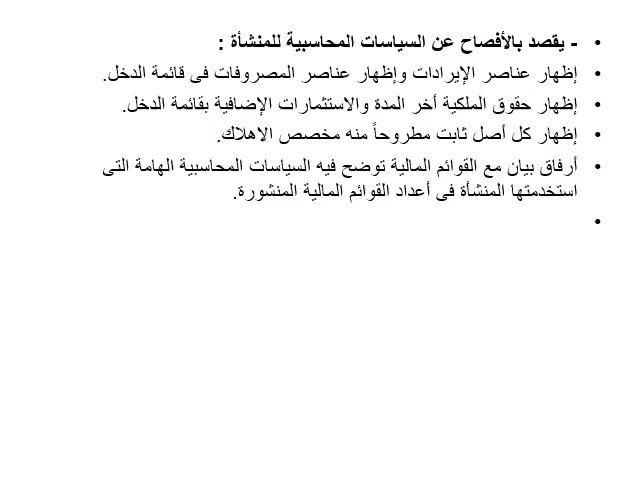 • - يقصد بالأفصاح عن السياسات المحاسبية للمنشأة :
• إظهار عناصر الإيرادات وإظهار عناصر المصروفات فى قائمة الدخل.
• إظهار حقوق الملكية أخر المدة والاستثمارات الإضافية بقائمة الدخل.
• إظهار كل أصل ثابت مطروحاً منه مخصص الاهلاك.
• أرفاق بيان مع القوائم المالية توضح فيه السياسات المحاسبية الهامة التى
استخدمتها المنشأة فى أعداد القوائم المالية المنشورة.
•